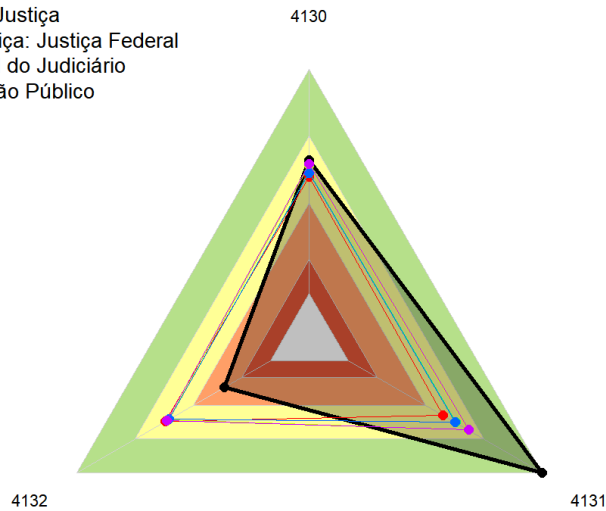 Justiça
iça: Justiça Federal
do Judiciário
ão Público
4130
4132
4131